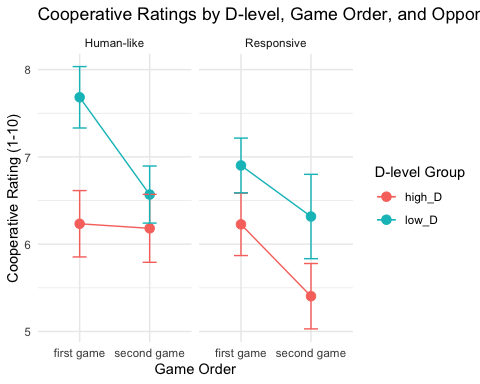 Cooperative Ratings by D-level, Game Order, and Oppor
Human-like
Responsive
8
7
6
5
Cooperative Rating (1-10)
first game
second game
first game
second game
Game Order
D-level Group
high_D
low_D